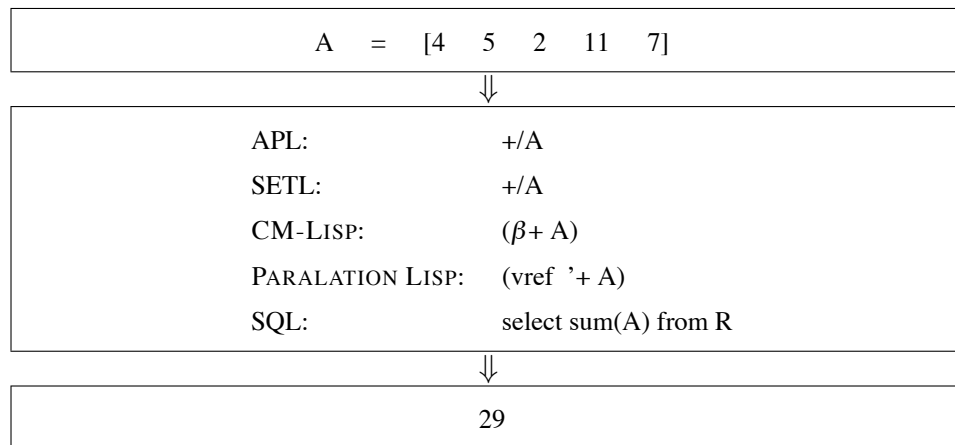 A = [4 5 2 11 7]
⇓
APL: +/A
SETL: +/A
CM-LISP: (β+ A)
PARALATION LISP: (vref ’+ A)
SQL: select sum(A) from R
⇓
29